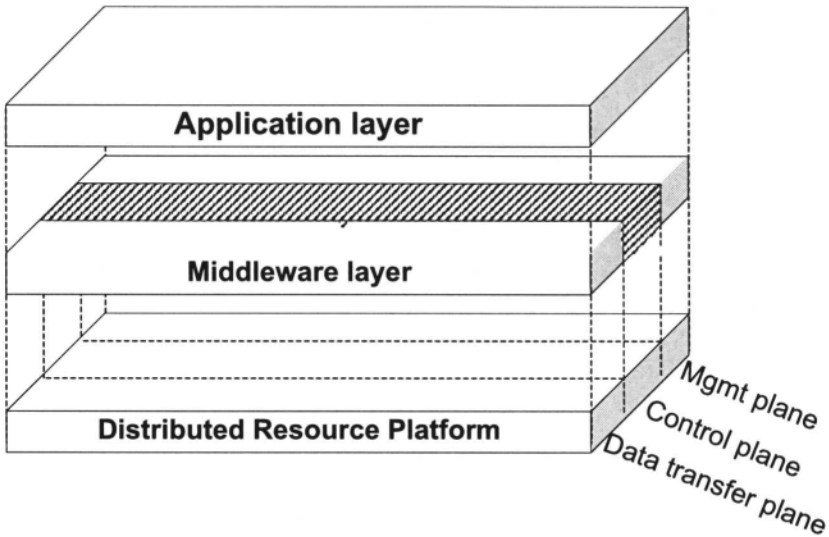 Application layer
Middleware layer
Distributed Resource Platform
Mgmt plane
Control plane
Data transfer plane